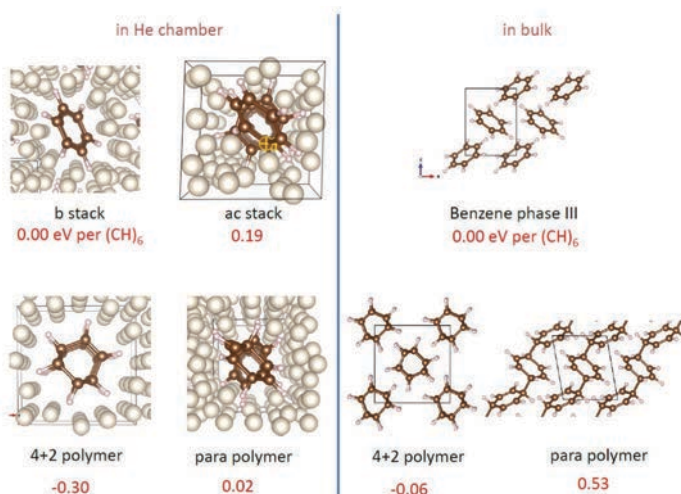 in He chamber
in bulk
b stack
0.00 eV per (CH)₆
ac stack
0.19
Benzene phase III
0.00 eV per (CH)₆
4+2 polymer
-0.30
para polymer
0.02
4+2 polymer
-0.06
para polymer
0.53